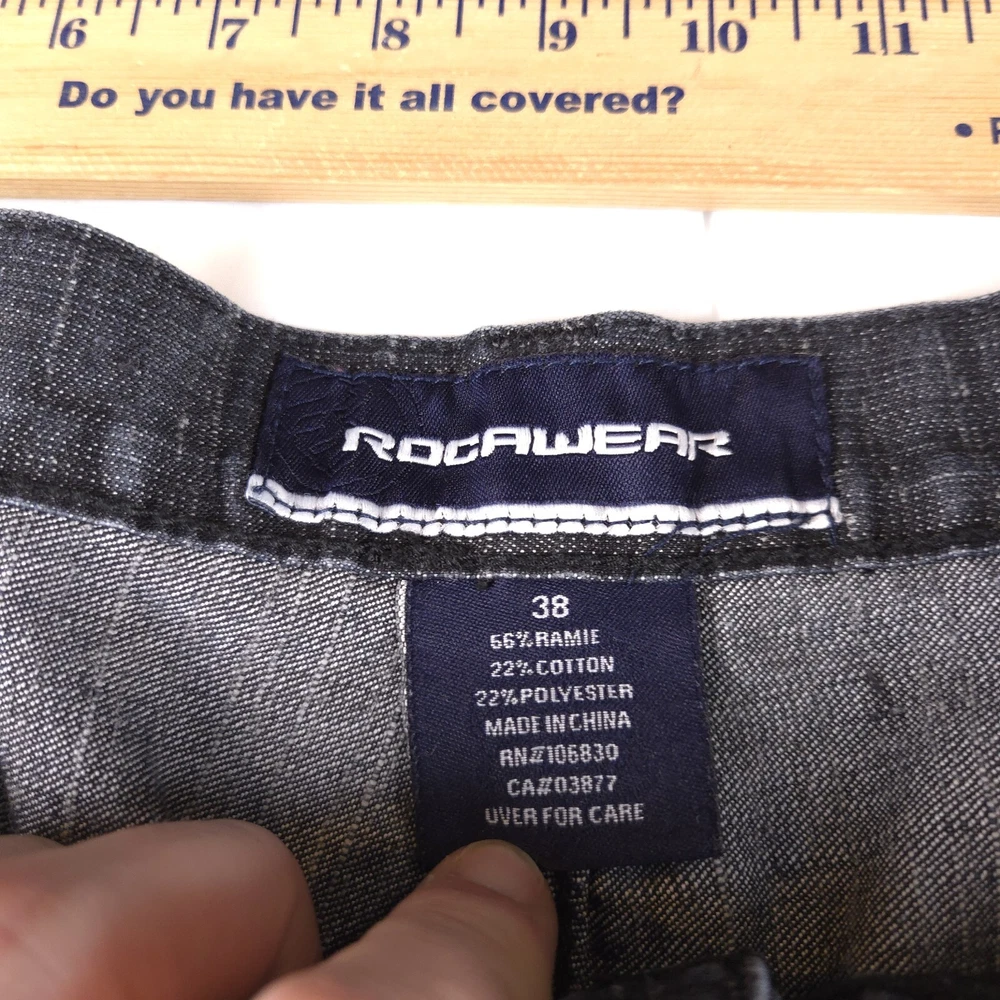 6 7 8 9 10 11
Do you have it all covered?
ROCAWEAR
38
56% RAMIE
22% COTTON
22% POLYESTER
MADE IN CHINA
RN#106830
CA#03877
OVER FOR CARE